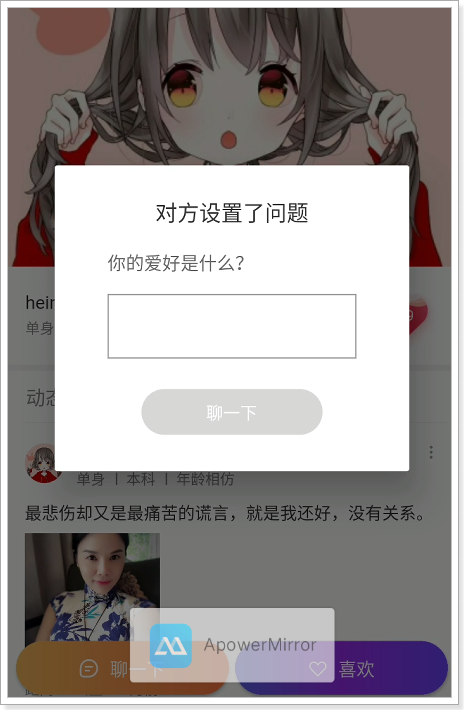 对方设置了问题
你的爱好是什么?
聊一下
hein
单身
9
动态
单身 | 本科 | 年龄相仿
最悲伤却又是最痛苦的谎言，就是我还好，没有关系。
ApowerMirror
聊一下
喜欢